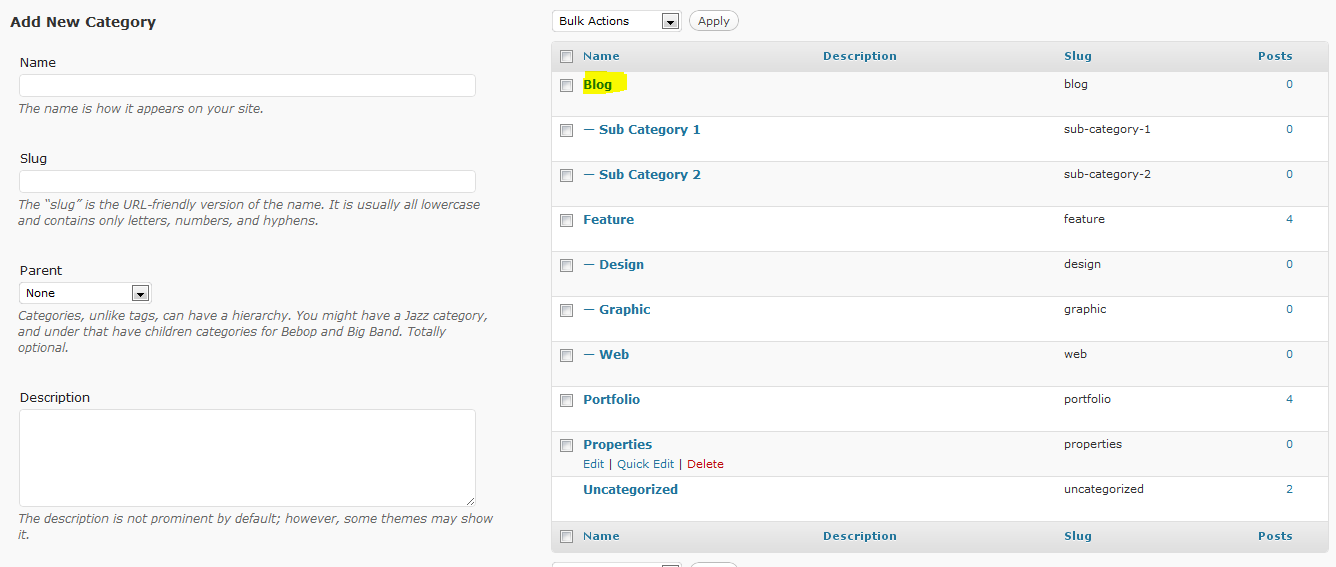 Add New Category
Name
The name is how it appears on your site.
Slug
The “slug” is the URL-friendly version of the name. It is usually all lowercase
and contains only letters, numbers, and hyphens.
Parent
None
Categories, unlike tags, can have a hierarchy. You might have a Jazz category,
and under that have children categories for Bebop and Big Band. Totally
optional.
Description
The description is not prominent by default; however, some themes may show
it.
Bulk Actions Apply
Name Description Slug Posts
Blog blog 0
— Sub Category 1 sub-category-1 0
— Sub Category 2 sub-category-2 0
Feature feature 4
— Design design 0
— Graphic graphic 0
— Web web 0
Portfolio portfolio 4
Properties properties 0
Edit | Quick Edit | Delete
Uncategorized uncategorized 2
Name Description Slug Posts